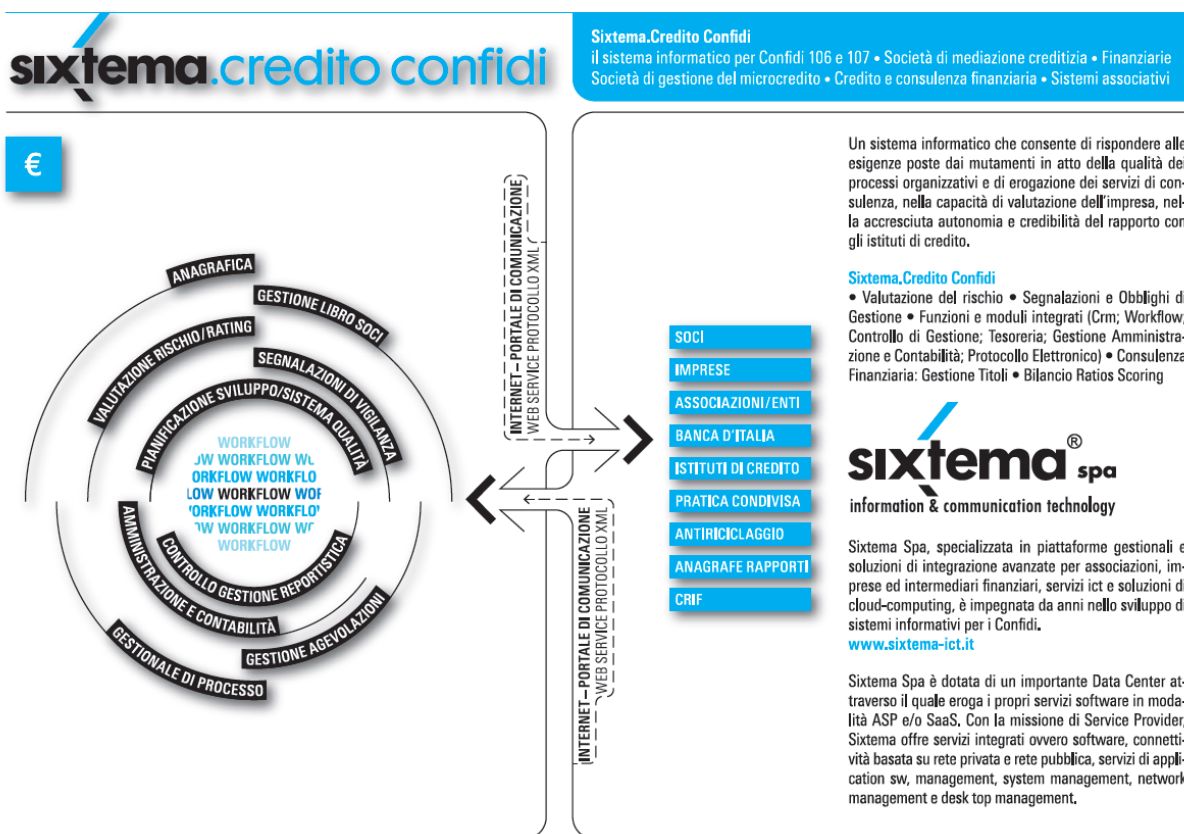 sixtema.credito confidi
Sixtema.Credito Confidi
il sistema informatico per Confidi 106 e 107 • Società di mediazione creditizia • Finanziarie
Società di gestione del microcredito • Credito e consulenza finanziaria • Sistemi associativi
€
ANAGRAFICA
GESTIONE LIBRO SOCI
VALUTAZIONE RISCHIO/RATING
SEGNALAZIONI DI VIGILANZA
PIANIFICAZIONE SVILUPPO/SISTEMA QUALITÀ
WORKFLOW
OW WORKFLOW WO
ORKFLOW WORKFLO
LOW WORKFLOW WOR
ORKFLOW WORKFLO
OW WORKFLOW WO
WORKFLOW
CONTROLLO GESTIONE REPORTISTICA
AMMINISTRAZIONE E CONTABILITÀ
GESTIONE AGEVOLAZIONI
GESTIONALE DI PROCESSO
INTERNET–PORTALE DI COMUNICAZIONE
WEB SERVICE PROTOCOLLO XML
INTERNET–PORTALE DI COMUNICAZIONE
WEB SERVICE PROTOCOLLO XML
SOCI
IMPRESE
ASSOCIAZIONI/ENTI
BANCA D'ITALIA
ISTITUTI DI CREDITO
PRATICA CONDIVISA
ANTIRICICLAGGIO
ANAGRAFE RAPPORTI
CRIF
Un sistema informatico che consente di rispondere alle
esigenze poste dai mutamenti in atto della qualità dei
processi organizzativi e di erogazione dei servizi di con-
sulenza, nella capacità di valutazione dell'impresa, nel-
la accresciuta autonomia e credibilità del rapporto con
gli istituti di credito.
Sixtema.Credito Confidi
• Valutazione del rischio • Segnalazioni e Obblighi di
Gestione • Funzioni e moduli integrati (Crm; Workflow;
Controllo di Gestione; Tesoreria; Gestione Amministra-
zione e Contabilità; Protocollo Elettronico) • Consulenza
Finanziaria: Gestione Titoli • Bilancio Ratios Scoring
sixtema® spa
information & communication technology
Sixtema Spa, specializzata in piattaforme gestionali e
soluzioni di integrazione avanzate per associazioni, im-
prese ed intermediari finanziari, servizi ict e soluzioni di
cloud-computing, è impegnata da anni nello sviluppo di
sistemi informativi per i Confidi.
www.sixtema-ict.it
Sixtema Spa è dotata di un importante Data Center at-
traverso il quale eroga i propri servizi software in moda-
lità ASP e/o SaaS. Con la missione di Service Provider,
Sixtema offre servizi integrati ovvero software, connetti-
vità basata su rete privata e rete pubblica, servizi di appli-
cation sw, management, system management, network
management e desk top management.